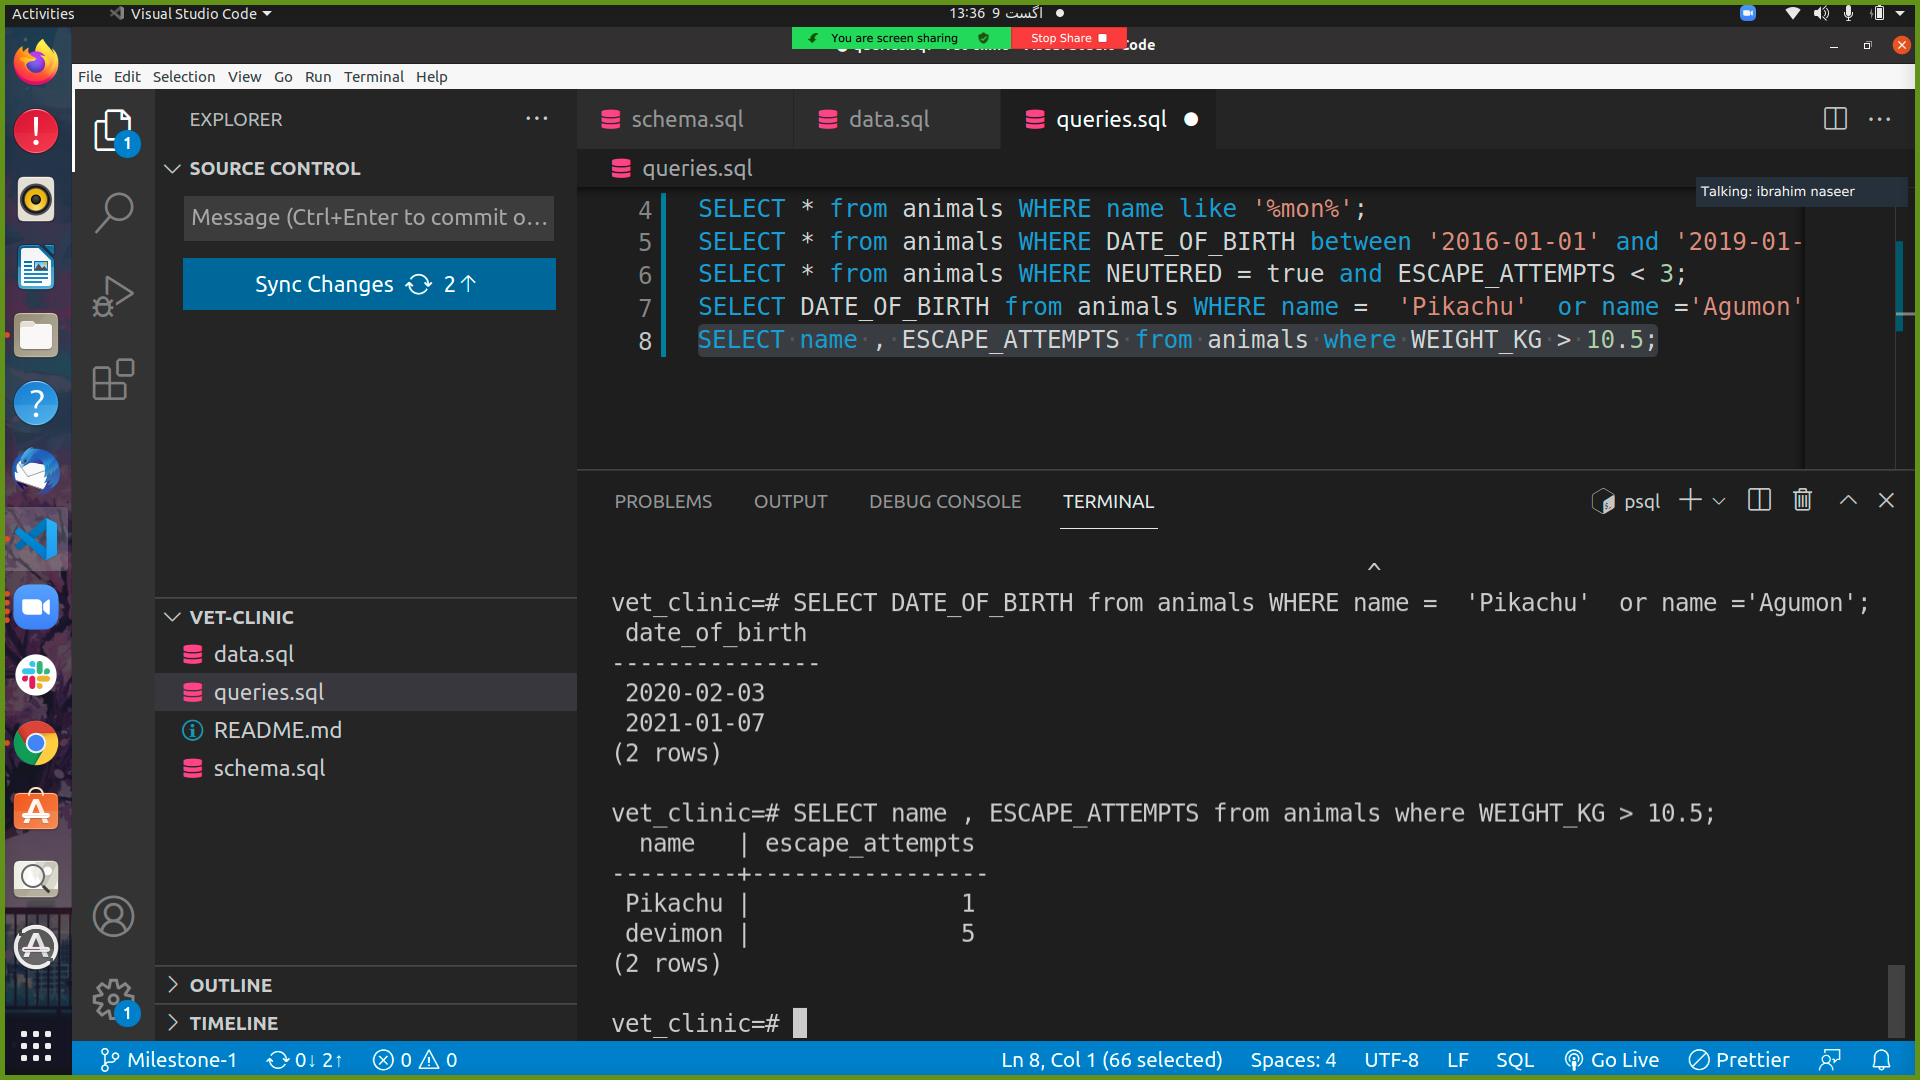 Activities
Visual Studio Code
13:36 9 اگست
You are screen sharing
Stop Share
Code
File Edit Selection View Go Run Terminal Help
EXPLORER
SOURCE CONTROL
Message (Ctrl+Enter to commit o...
Sync Changes 2↑
VET-CLINIC
data.sql
queries.sql
README.md
schema.sql
OUTLINE
TIMELINE
1
1
schema.sql data.sql queries.sql
queries.sql
Talking: ibrahim naseer
4 SELECT * from animals WHERE name like '%mon%';
5 SELECT * from animals WHERE DATE_OF_BIRTH between '2016-01-01' and '2019-01-
6 SELECT * from animals WHERE NEUTERED = true and ESCAPE_ATTEMPTS < 3;
7 SELECT DATE_OF_BIRTH from animals WHERE name =  'Pikachu'  or name ='Agumon'
8 SELECT name , ESCAPE_ATTEMPTS from animals where WEIGHT_KG > 10.5;
PROBLEMS OUTPUT DEBUG CONSOLE TERMINAL
psql
^
vet_clinic=# SELECT DATE_OF_BIRTH from animals WHERE name =  'Pikachu'  or name ='Agumon';
date_of_birth
---------------
2020-02-03
2021-01-07
(2 rows)
vet_clinic=# SELECT name , ESCAPE_ATTEMPTS from animals where WEIGHT_KG > 10.5;
name | escape_attempts
---------+-----------------
Pikachu | 1
devimon | 5
(2 rows)
vet_clinic=#
Milestone-1 0↓ 2↑ 0 0
Ln 8, Col 1 (66 selected) Spaces: 4 UTF-8 LF SQL Go Live Prettier